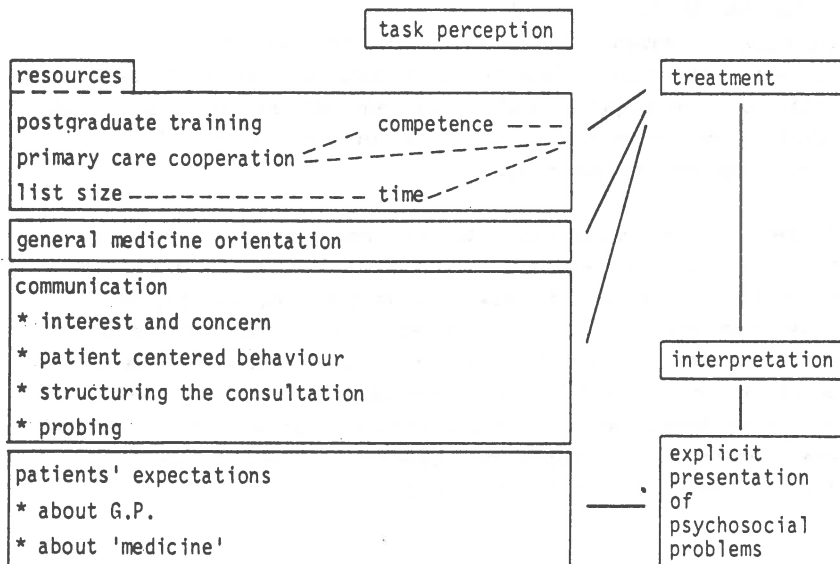 task perception
resources
treatment
postgraduate training competence
primary care cooperation
list size time
general medicine orientation
communication
* interest and concern
* patient centered behaviour
* structuring the consultation
* probing
interpretation
patients' expectations
* about G.P.
* about 'medicine'
explicit
presentation
of
psychosocial
problems